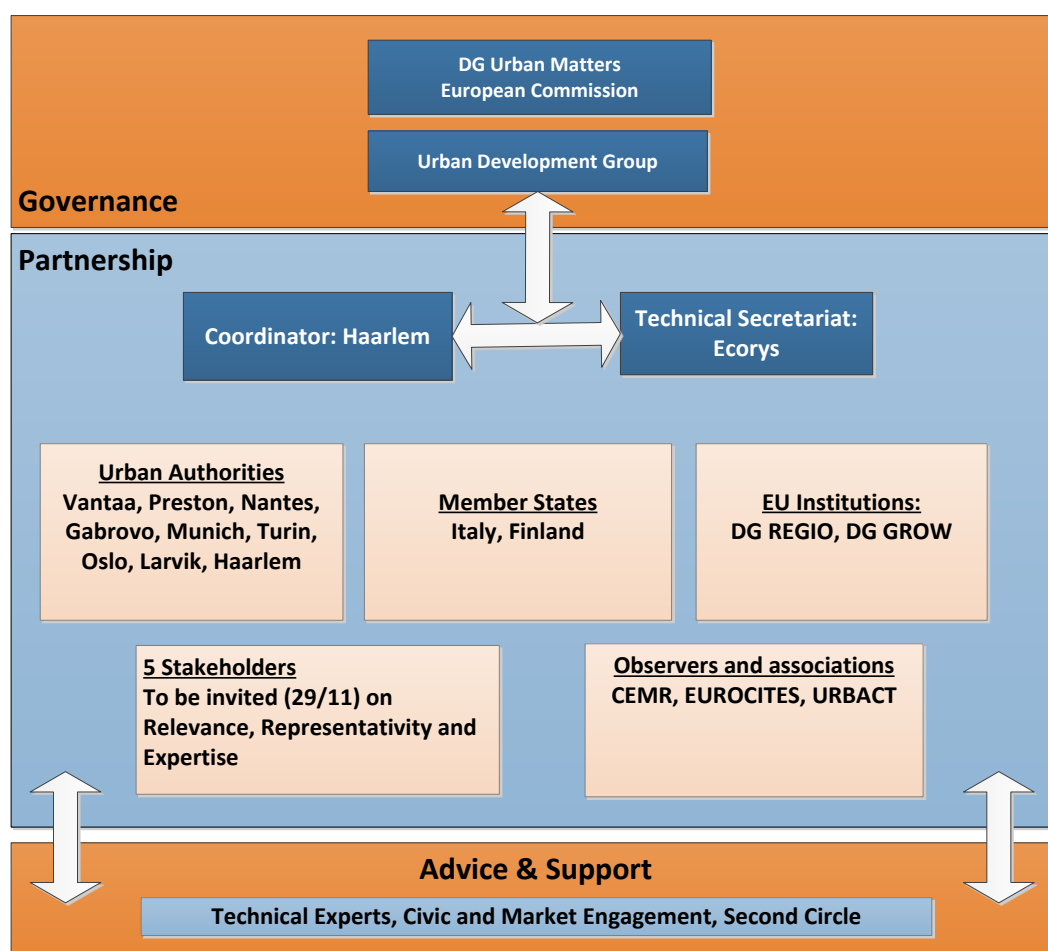 DG Urban Matters
European Commission
Urban Development Group
Governance
Partnership
Coordinator: Haarlem
Technical Secretariat:
Ecorys
Urban Authorities
Vantaa, Preston, Nantes,
Gabrovo, Munich, Turin,
Oslo, Larvik, Haarlem
Member States
Italy, Finland
EU Institutions:
DG REGIO, DG GROW
5 Stakeholders
To be invited (29/11) on
Relevance, Representativity and
Expertise
Observers and associations
CEMR, EUROCITES, URBACT
Advice & Support
Technical Experts, Civic and Market Engagement, Second Circle